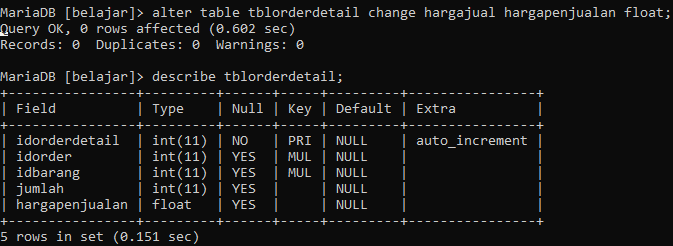 MariaDB [belajar]> alter table tblorderdetail change hargajual hargapenjualan float;
Query OK, 0 rows affected (0.602 sec)
Records: 0  Duplicates: 0  Warnings: 0
MariaDB [belajar]> describe tblorderdetail;
+----------------+---------+------+-----+---------+----------------+
| Field          | Type    | Null | Key | Default | Extra          |
+----------------+---------+------+-----+---------+----------------+
| idorderdetail  | int(11) | NO   | PRI | NULL    | auto_increment |
| idorder        | int(11) | YES  | MUL | NULL    |                |
| idbarang       | int(11) | YES  | MUL | NULL    |                |
| jumlah         | int(11) | YES  |     | NULL    |                |
| hargapenjualan | float   | YES  |     | NULL    |                |
+----------------+---------+------+-----+---------+----------------+
5 rows in set (0.151 sec)